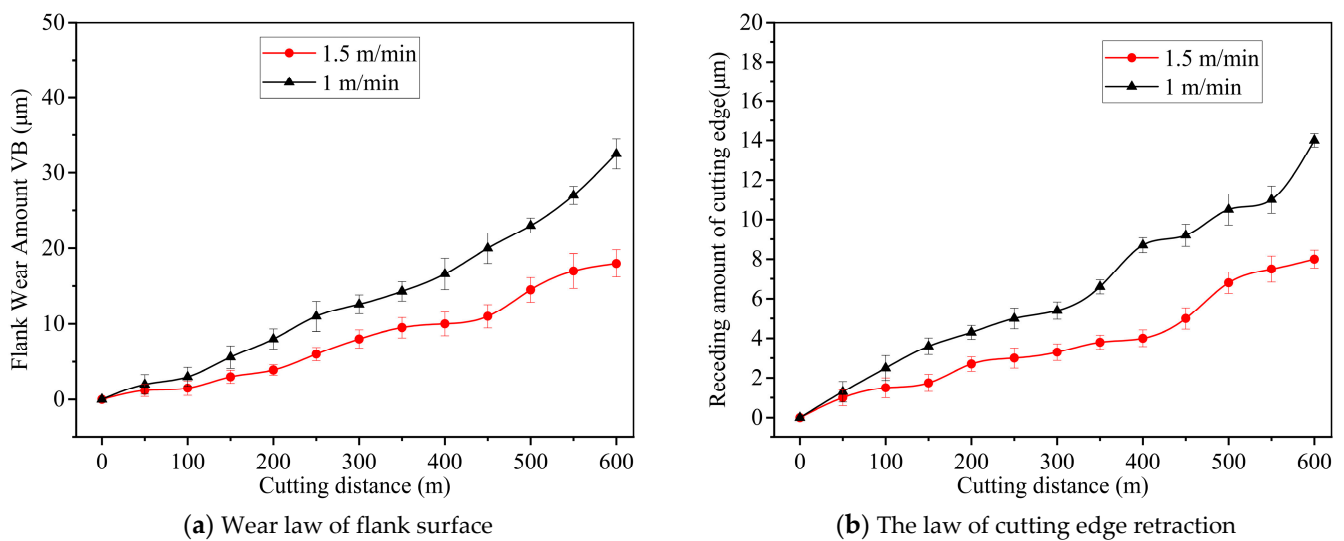 50
40
30
20
10
0
Flank Wear Amount VB (μm)
1.5 m/min
1 m/min
0 100 200 300 400 500 600
Cutting distance (m)
(a) Wear law of flank surface
20
18
16
14
12
10
8
6
4
2
0
Receding amount of cutting edge(μm)
1.5 m/min
1 m/min
0 100 200 300 400 500 600
Cutting distance (m)
(b) The law of cutting edge retraction